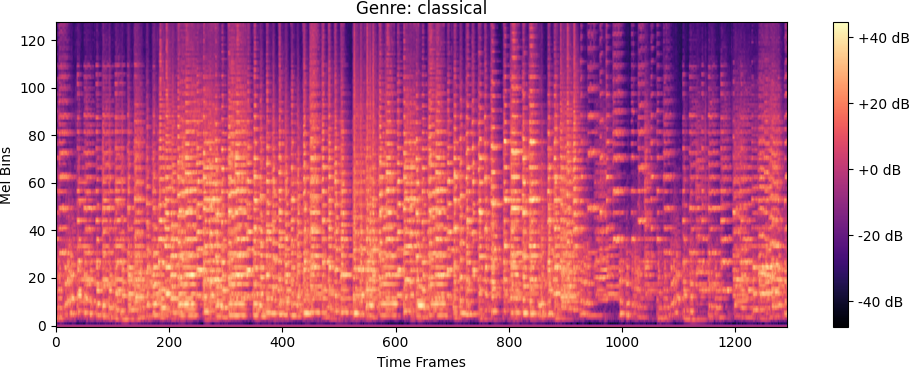 Genre: classical
Mel Bins
120
100
80
60
40
20
0
0 200 400 600 800 1000 1200
Time Frames
+40 dB
+20 dB
+0 dB
-20 dB
-40 dB